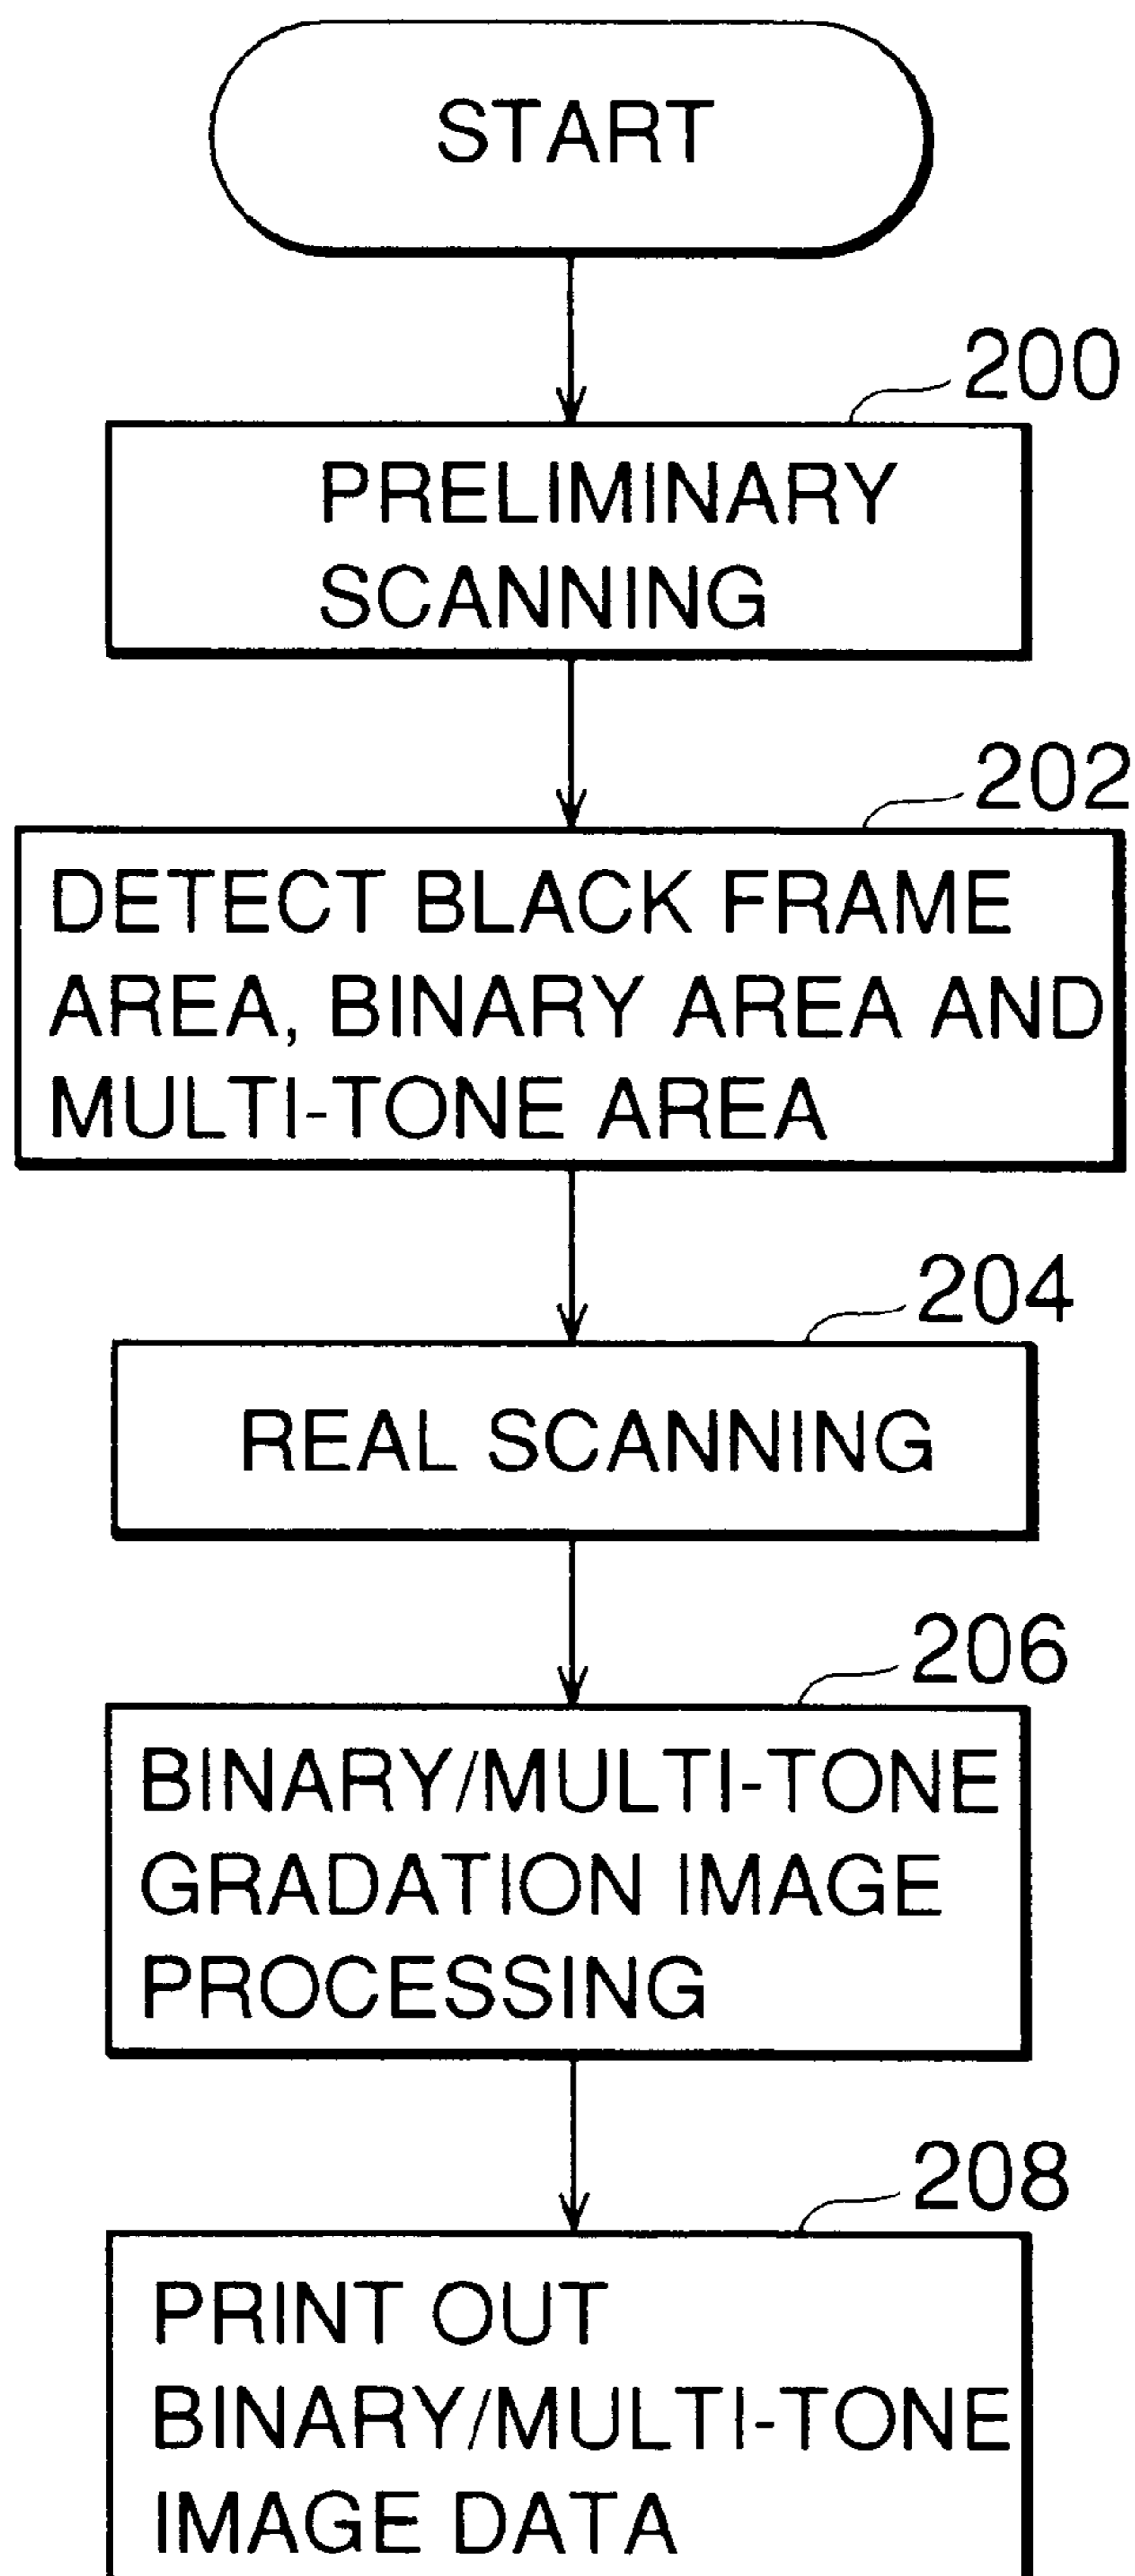 START
200
PRELIMINARY
SCANNING
202
DETECT BLACK FRAME
AREA, BINARY AREA AND
MULTI-TONE AREA
204
REAL SCANNING
206
BINARY/MULTI-TONE
GRADATION IMAGE
PROCESSING
208
PRINT OUT
BINARY/MULTI-TONE
IMAGE DATA